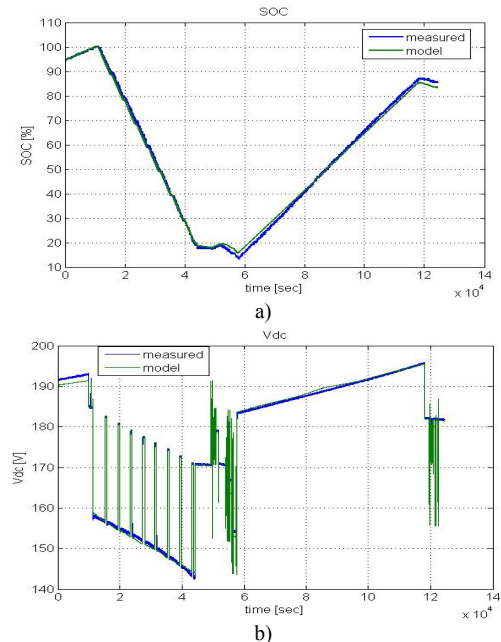 SOC
110
100
90
80
70
60
50
40
30
20
10
SOC [%]
measured
model
0 2 4 6 8 10 12 14
time [sec]
x 10^4
a)
Vdc
200
190
180
170
160
150
140
Vdc [V]
measured
model
0 2 4 6 8 10 12 14
time [sec]
x 10^4
b)